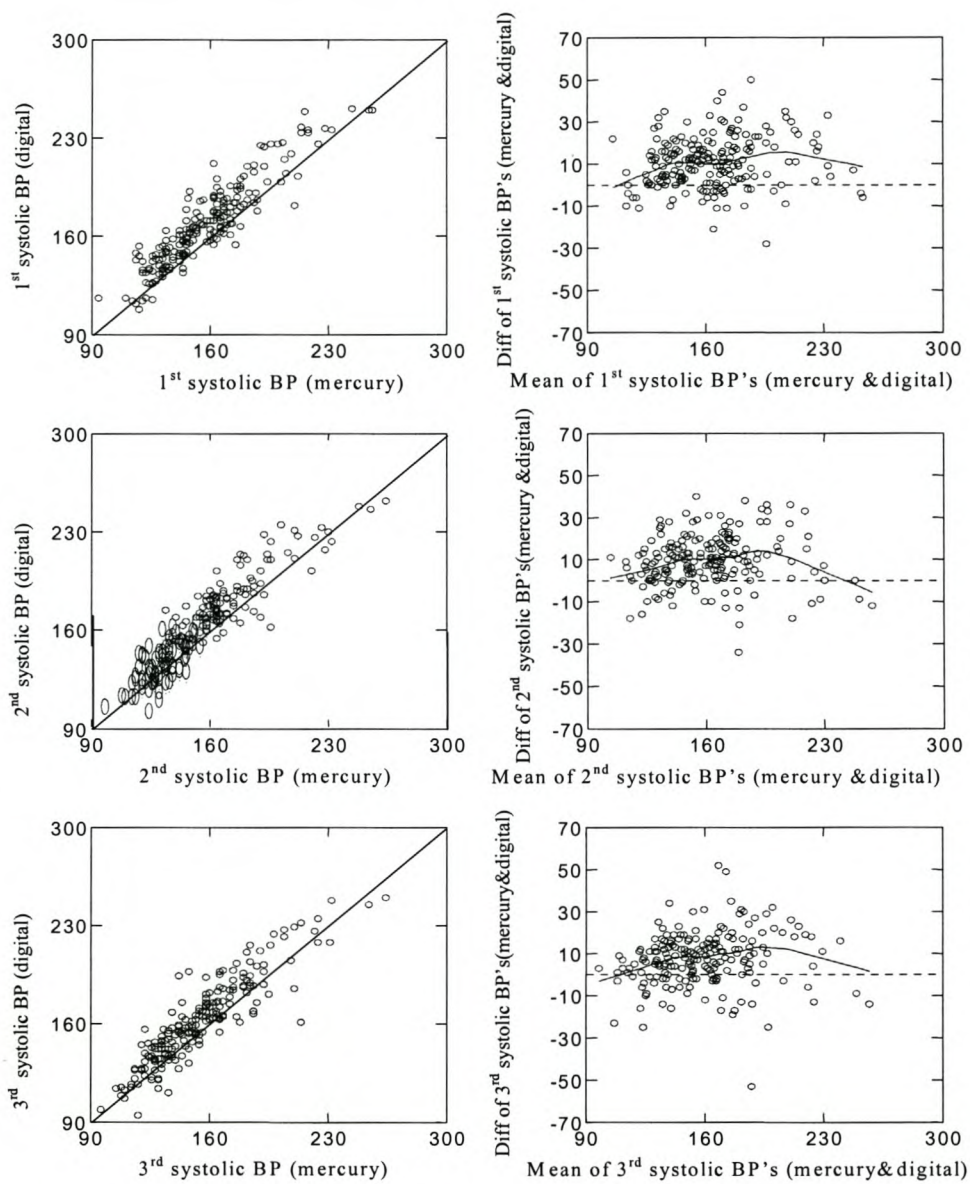 300
230
160
90
1st systolic BP (digital)
90 160 230 300
1st systolic BP (mercury)
70
50
30
10
-10
-30
-50
-70
Diff of 1st systolic BP's (mercury &digital)
90 160 230 300
Mean of 1st systolic BP's (mercury &digital)
300
230
160
90
2nd systolic BP (digital)
90 160 230 300
2nd systolic BP (mercury)
70
50
30
10
-10
-30
-50
-70
Diff of 2nd systolic BP's(mercury &digital)
90 160 230 300
Mean of 2nd systolic BP's (mercury &digital)
300
230
160
90
3rd systolic BP (digital)
90 160 230 300
3rd systolic BP (mercury)
70
50
30
10
-10
-30
-50
-70
Diff of 3rd systolic BP's(mercury&digital)
90 160 230 300
Mean of 3rd systolic BP's (mercury&digital)